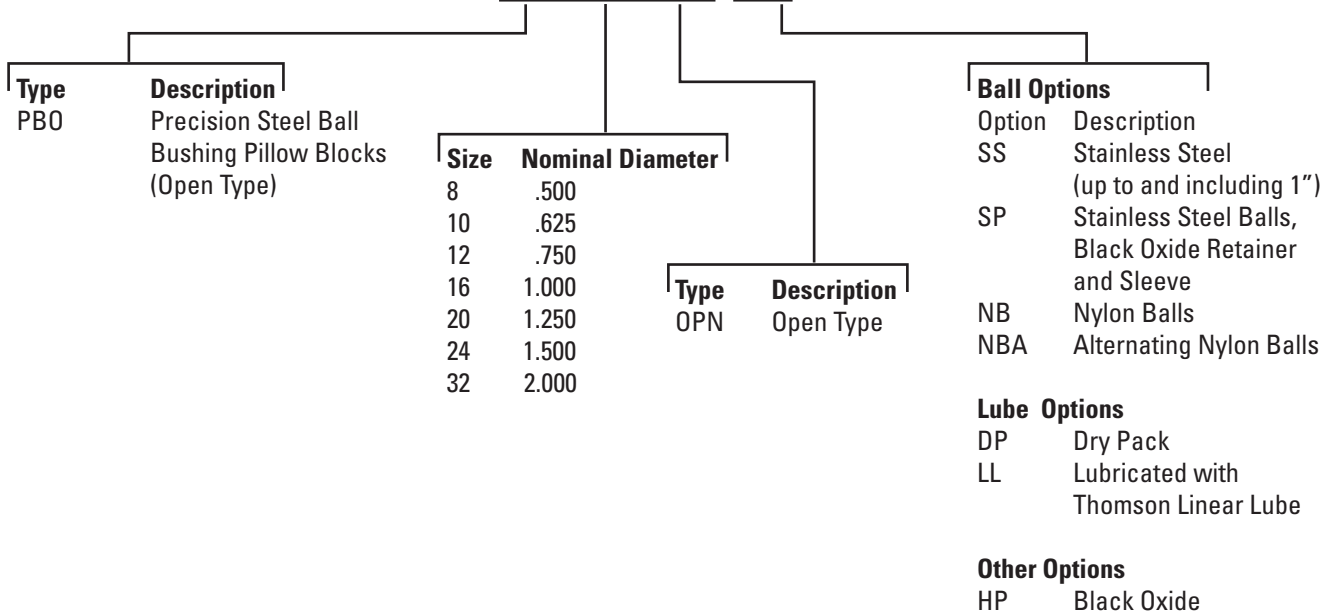 Type Description
PBO Precision Steel Ball
Bushing Pillow Blocks
(Open Type)
Size Nominal Diameter
8 .500
10 .625
12 .750
16 1.000
20 1.250
24 1.500
32 2.000
Type Description
OPN Open Type
Ball Options
Option Description
SS Stainless Steel
(up to and including 1”)
SP Stainless Steel Balls,
Black Oxide Retainer
and Sleeve
NB Nylon Balls
NBA Alternating Nylon Balls
Lube Options
DP Dry Pack
LL Lubricated with
Thomson Linear Lube
Other Options
HP Black Oxide